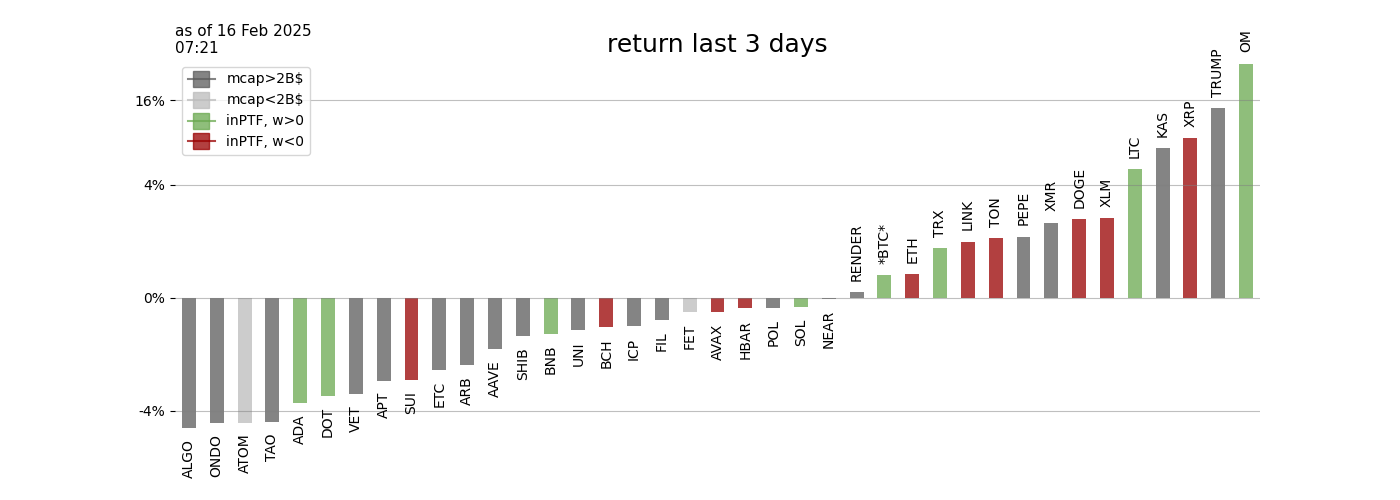 as of 16 Feb 2025
07:21
return last 3 days
mcap>2B$
mcap<2B$
inPTF, w>0
inPTF, w<0
16%
4%
0%
-4%
ALGO
ONDO
ATOM
TAO
ADA
DOT
VET
APT
SUI
ETC
ARB
AAVE
SHIB
BNB
UNI
BCH
ICP
FIL
FET
AVAX
HBAR
POL
SOL
NEAR
RENDER
*BTC*
ETH
TRX
LINK
TON
PEPE
XMR
DOGE
XLM
LTC
KAS
XRP
TRUMP
OM